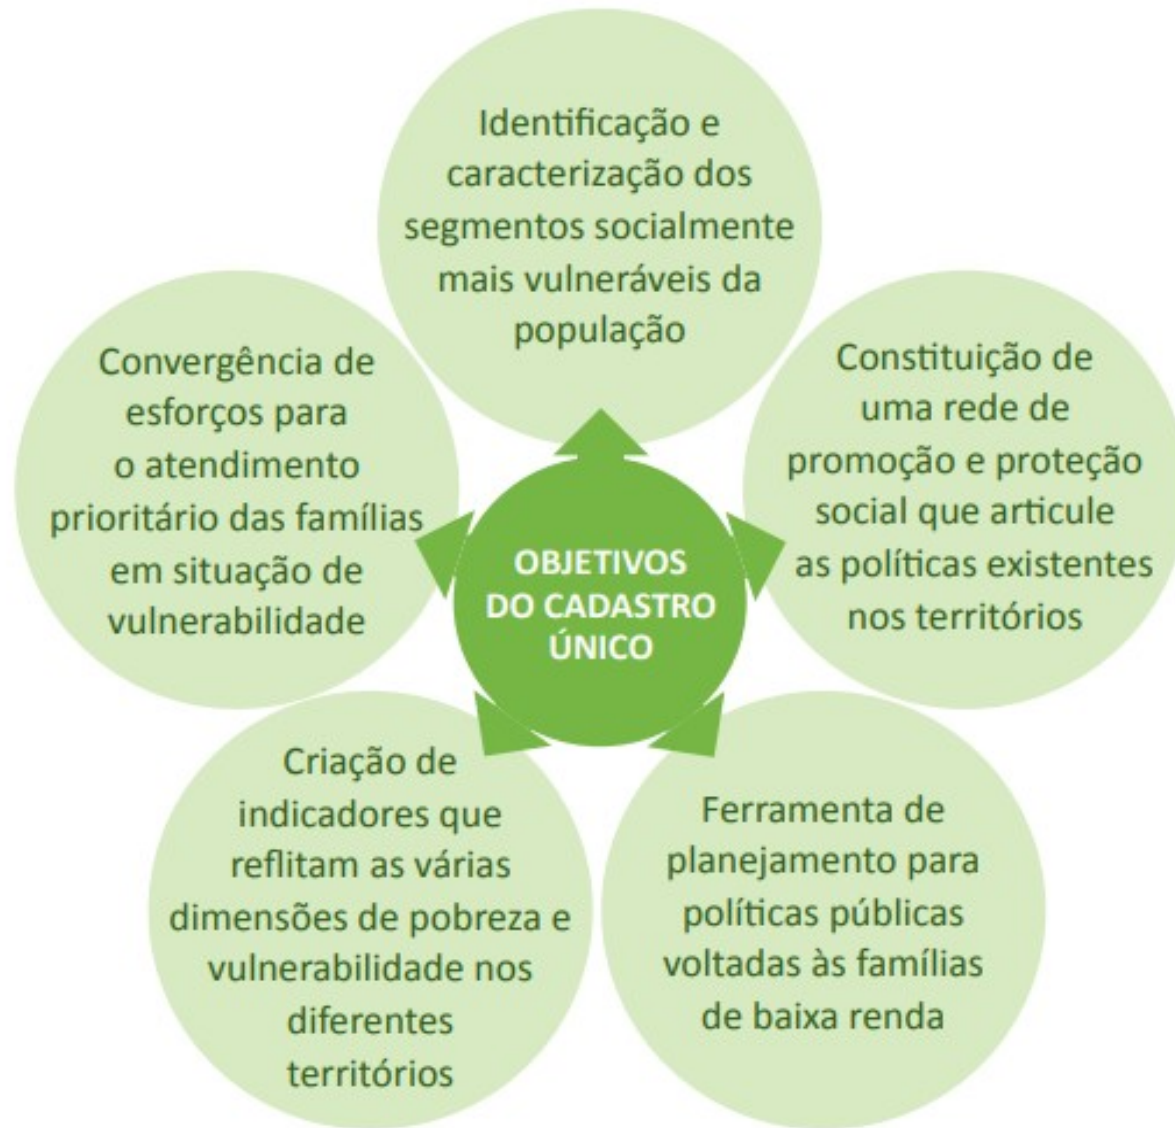 Identificação e
caracterização dos
segmentos socialmente
mais vulneráveis da
população
Constituição de
uma rede de
promoção e proteção
social que articule
as políticas existentes
nos territórios
Ferramenta de
planejamento para
políticas públicas
voltadas às famílias
de baixa renda
Criação de
indicadores que
reflitam as várias
dimensões de pobreza e
vulnerabilidade nos
diferentes
territórios
Convergência de
esforços para
o atendimento
prioritário das famílias
em situação de
vulnerabilidade
OBJETIVOS
DO CADASTRO
ÚNICO